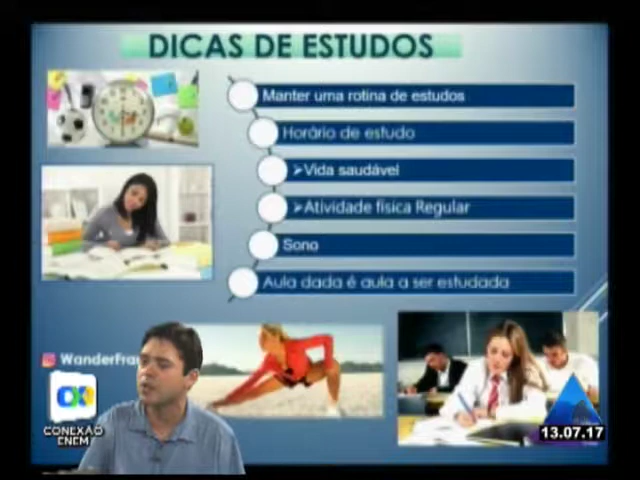 DICAS DE ESTUDOS
Manter uma rotina de estudos
Horário de estudo
➢Vida saudável
➢Atividade física Regular
Sono
Aula dada é aula a ser estudada
CONEXÃO
ENEM
13.07.17